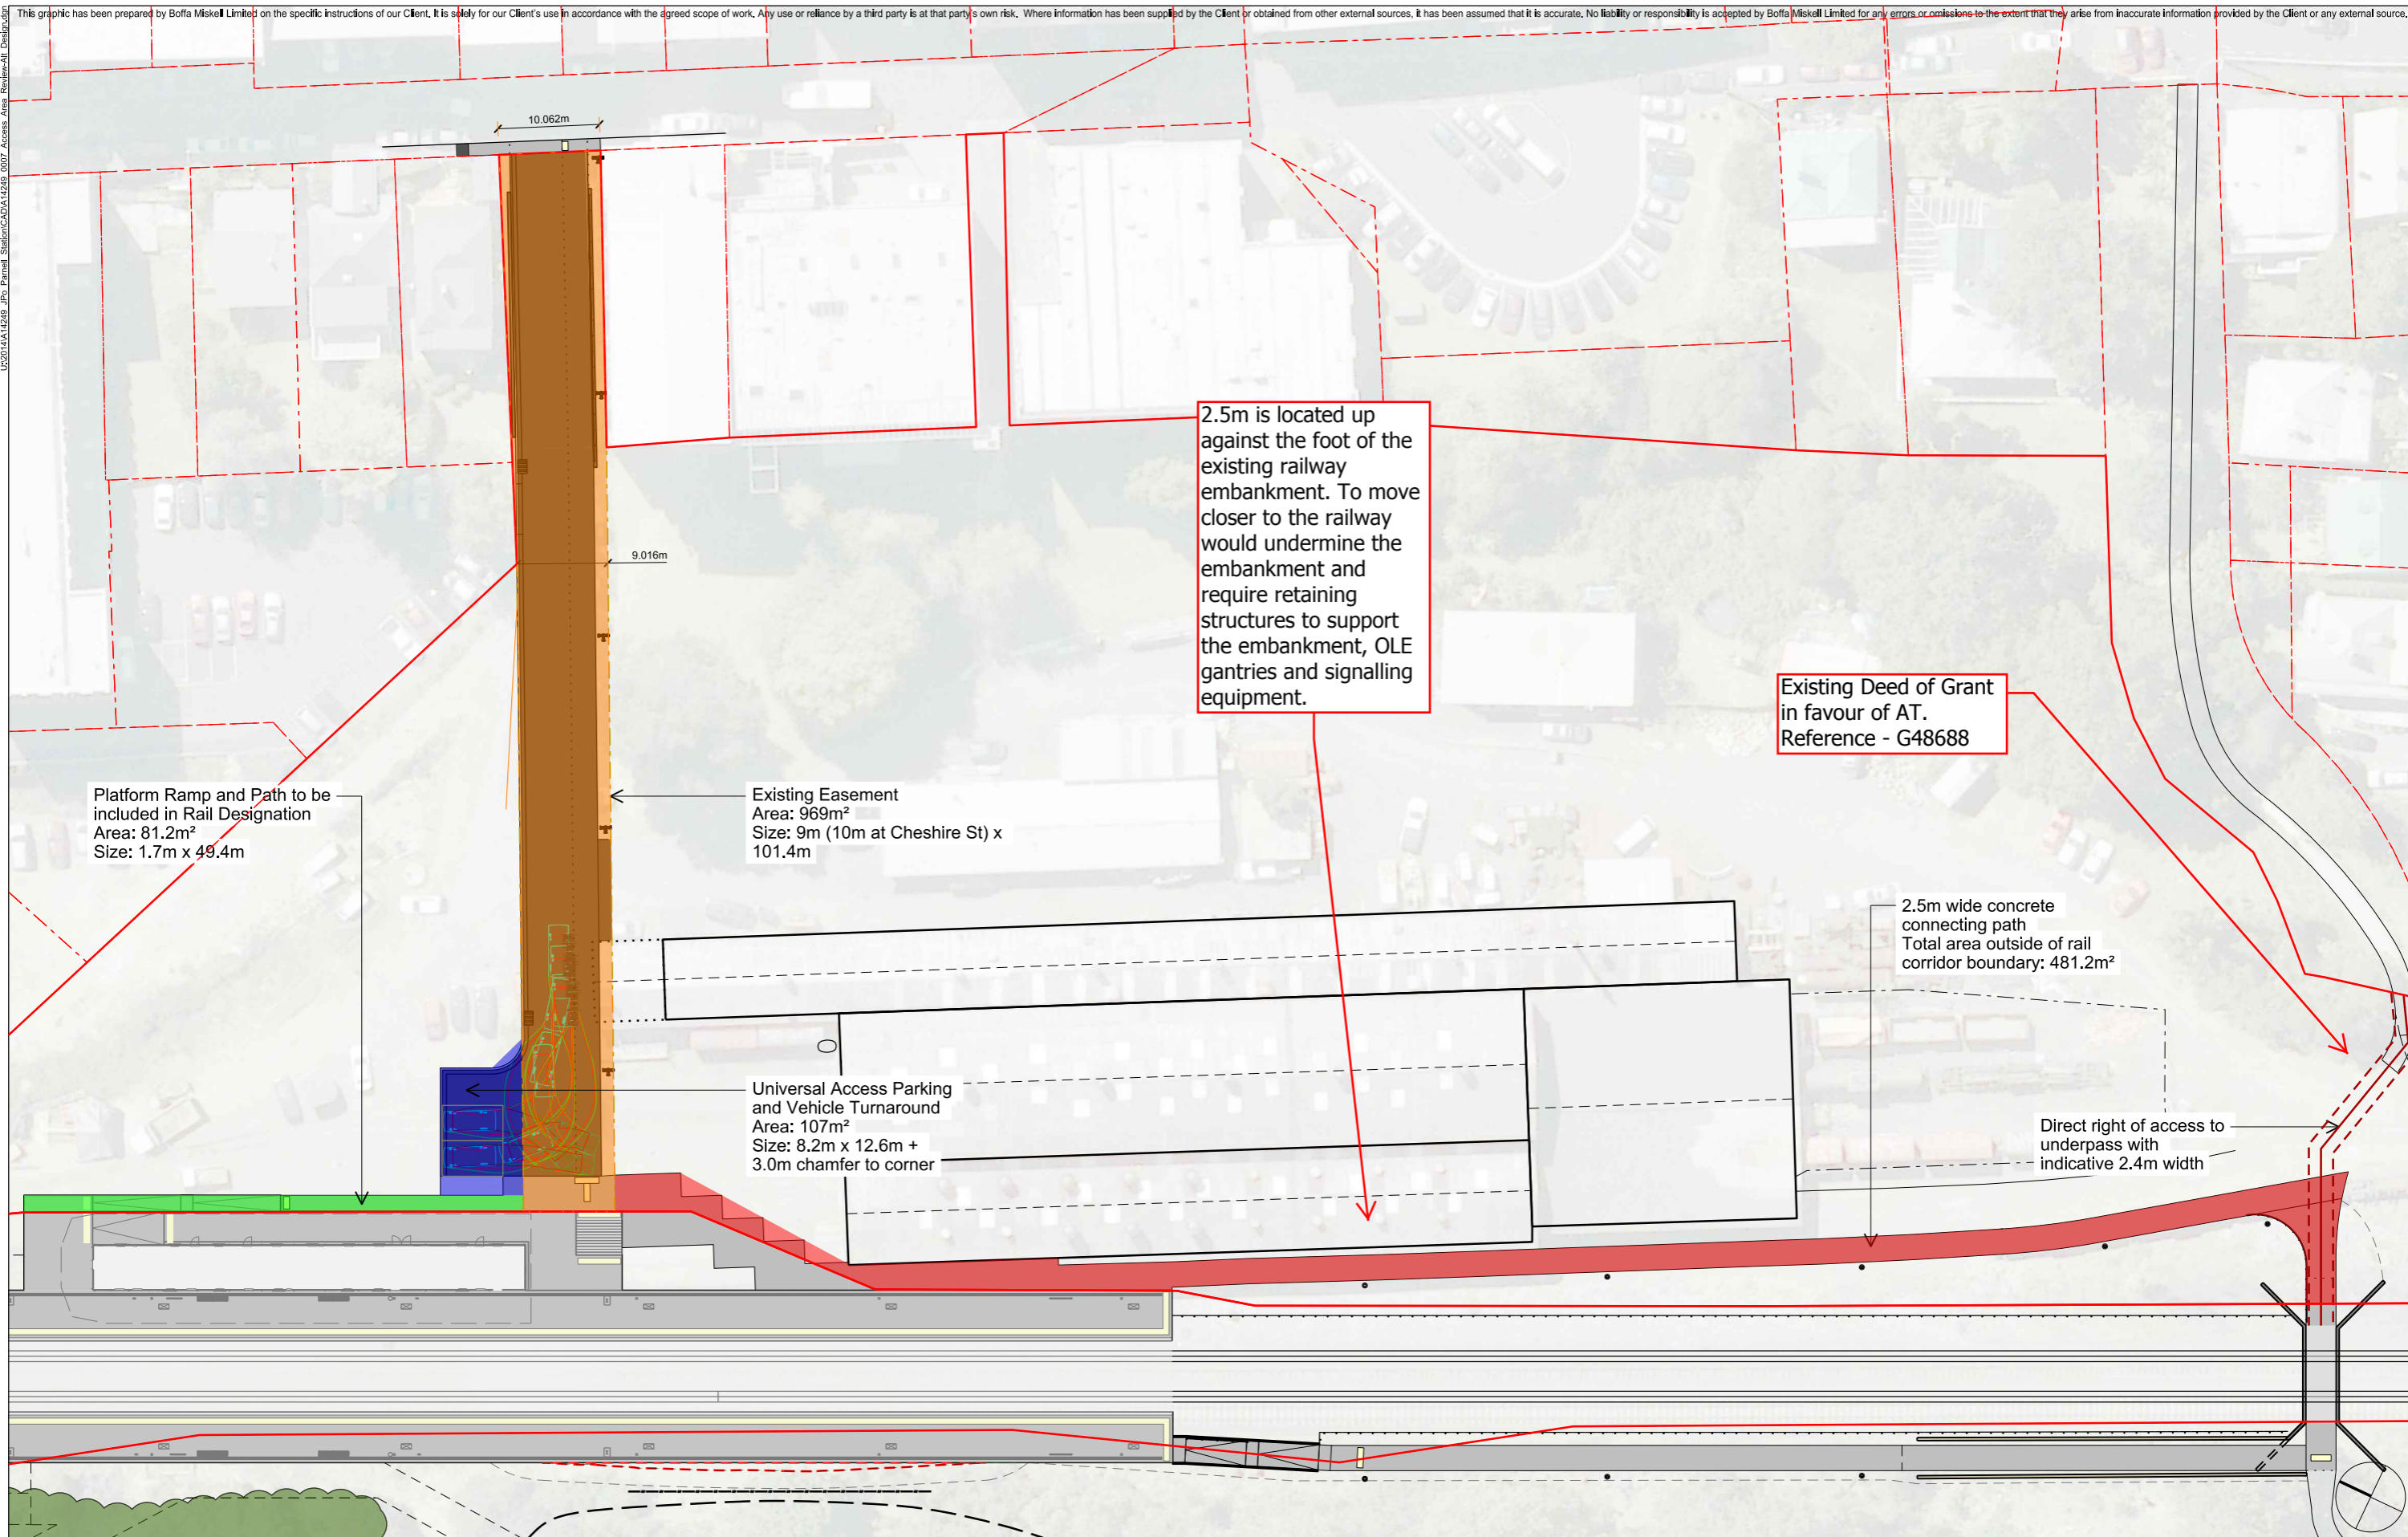 This graphic has been prepared by Boffa Miskell Limited on the specific instructions of our Client. It is solely for our Client's use in accordance with the agreed scope of work. Any use or reliance by a third party is at that party's own risk. Where information has been supplied by the Client or obtained from other external sources, it has been assumed that it is accurate. No liability or responsibility is accepted by Boffa Miskell Limited for any errors or omissions to the extent that they arise from inaccurate information provided by the Client or any external source.
U:\2014\A14249_JPo_Parnell_Station\CAD\A14249_0007_Access_Area_Review-Alt_Design.dgn
10.062m
2.5m is located up
against the foot of the
existing railway
embankment. To move
closer to the railway
would undermine the
embankment and
require retaining
structures to support
the embankment, OLE
gantries and signalling
equipment.
9.016m
Existing Deed of Grant
in favour of AT.
Reference - G48688
Platform Ramp and Path to be
included in Rail Designation
Area: 81.2m²
Size: 1.7m x 49.4m
Existing Easement
Area: 969m²
Size: 9m (10m at Cheshire St) x
101.4m
2.5m wide concrete
connecting path
Total area outside of rail
corridor boundary: 481.2m²
Universal Access Parking
and Vehicle Turnaround
Area: 107m²
Size: 8.2m x 12.6m +
3.0m chamfer to corner
Direct right of access to
underpass with
indicative 2.4m width